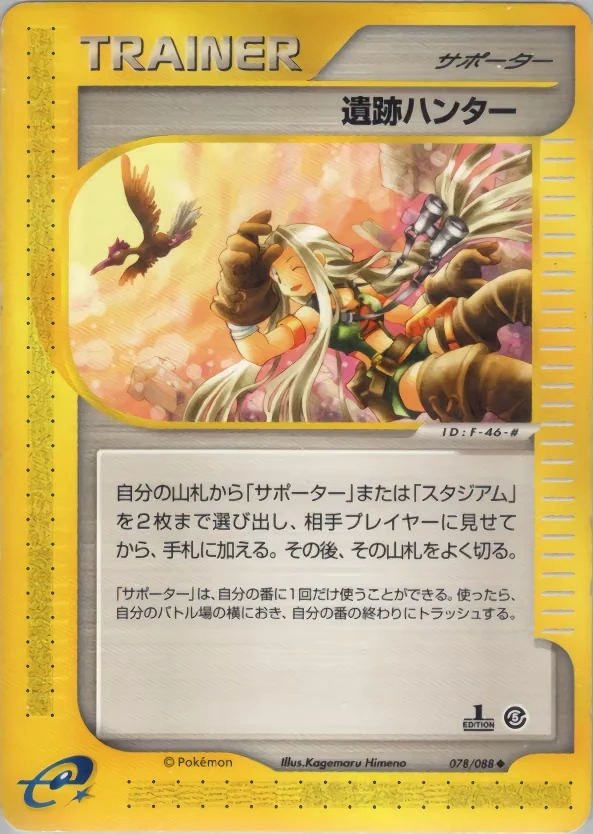 TRAINER
サポーター
遺跡ハンター
ID:F-46-#
自分の山札から「サポーター」または「スタジアム」
を2枚まで選び出し、相手プレイヤーに見せて
から、手札に加える。その後、その山札をよく切る。
「サポーター」は、自分の番に1回だけ使うことができる。使ったら、
自分のバトル場の横におき、自分の番の終わりにトラッシュする。
1
EDITION
5
©Pokémon
Illus.Kagemaru Himeno
078/088◆
e